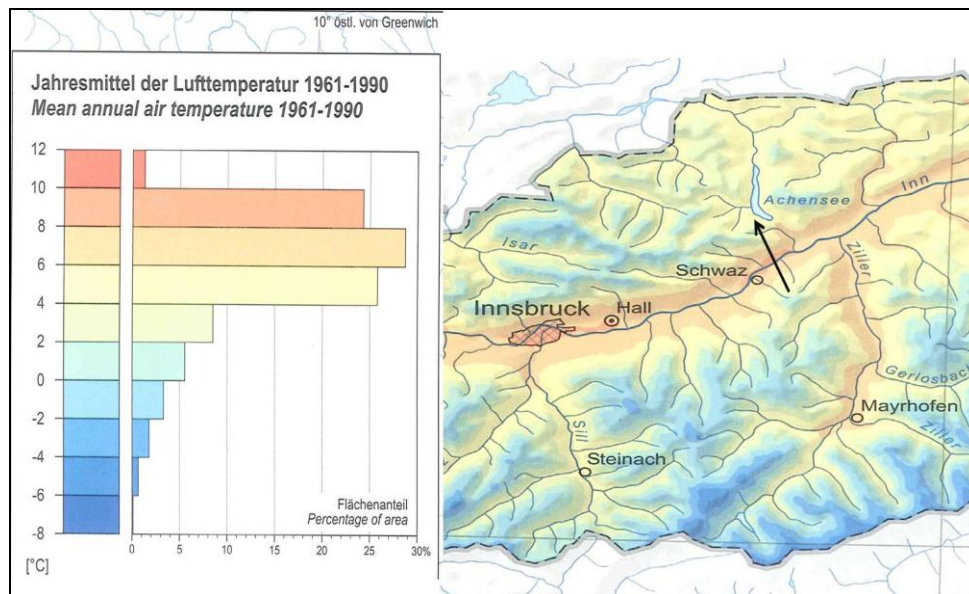 10° östl. von Greenwich
Jahresmittel der Lufttemperatur 1961-1990
Mean annual air temperature 1961-1990
12
10
8
6
4
2
0
-2
-4
-6
-8
[°C]
Flächenanteil
Percentage of area
0
5
10
15
20
25
30%
Achensee
Inn
Isar
Schwaz
Ziller
Innsbruck
Hall
Gerlosbach
Mayrhofen
Sill
Ziller
Steinach